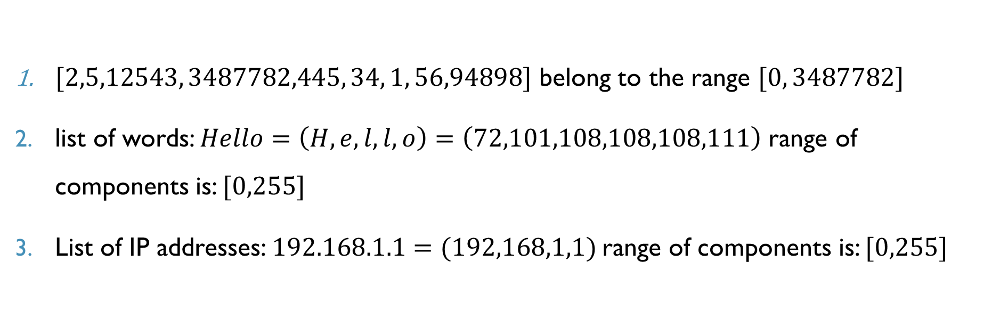 1. [2,5,12543, 3487782,445, 34, 1, 56,94898] belong to the range [0, 3487782]
2. list of words: Hello = (H, e, l, l, o) = (72,101,108,108,108,111) range of
components is: [0,255]
3. List of IP addresses: 192.168.1.1 = (192,168,1,1) range of components is: [0,255]